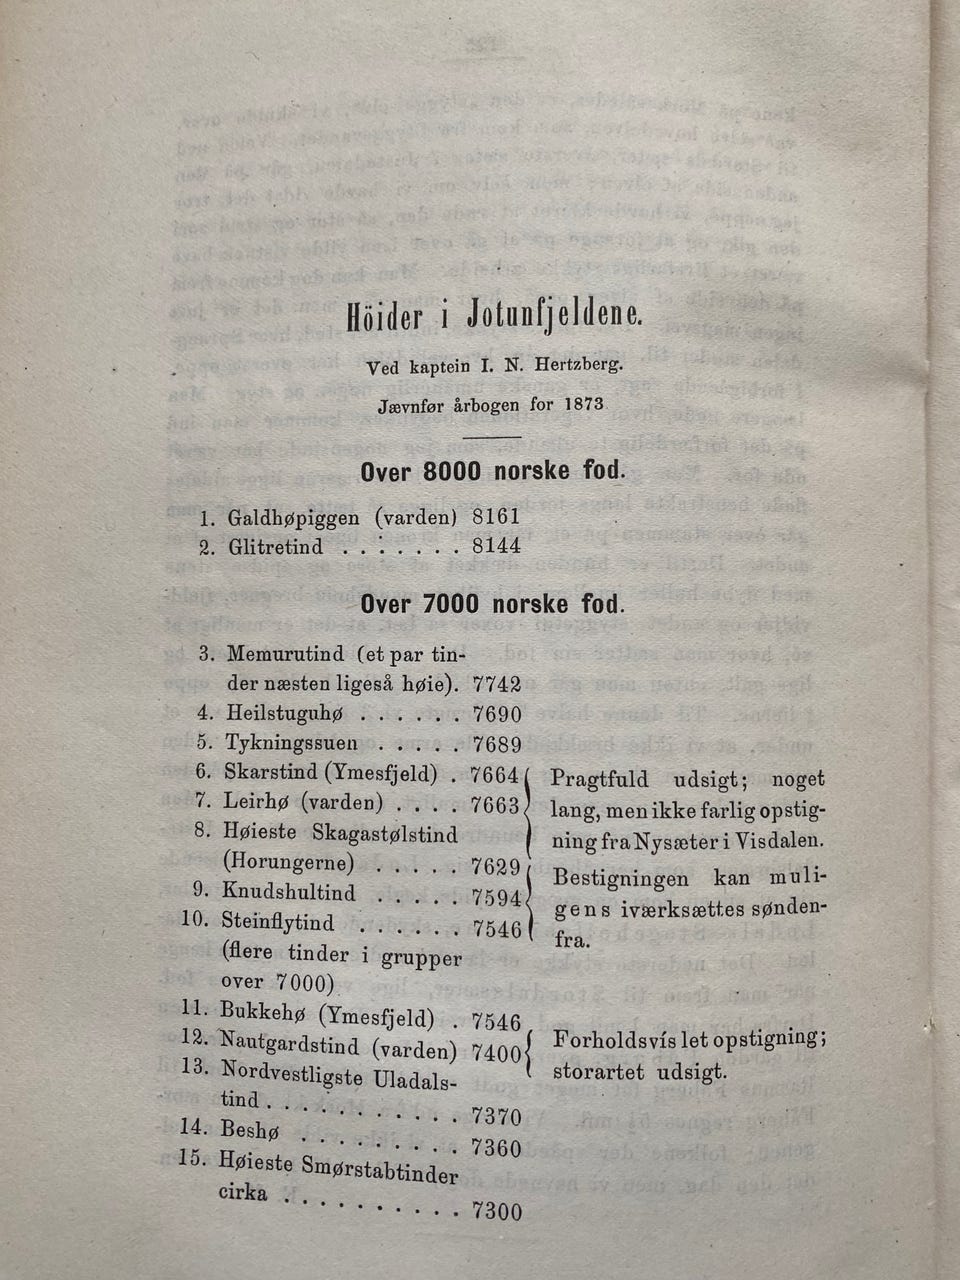 Höider i Jotunfjeldene.
Ved kaptein I. N. Hertzberg.
Jævnfør årbogen for 1873
Over 8000 norske fod.
1. Galdhøpiggen (varden) 8161
2. Glitretind . . . . . . . 8144
Over 7000 norske fod.
3. Memurutind (et par tin-
der næsten ligeså høie). 7742
4. Heilstuguhø . . . . . . 7690
5. Tykningssuen . . . . . 7689
6. Skarstind (Ymesfjeld) . 7664
7. Leirhø (varden) . . . . 7663
Pragtfuld udsigt; noget
lang, men ikke farlig opstig-
ning fra Nysæter i Visdalen.
8. Høieste Skagastølstind
(Horungerne) . . . . . 7629
9. Knudshultind . . . . . 7594
Bestigningen kan muli-
gens iværksættes sønden-
fra.
10. Steinflytind . . . . . . 7546
(flere tinder i grupper
over 7000)
11. Bukkehø (Ymesfjeld) . 7546
12. Nautgardstind (varden) 7400
Forholdsvis let opstigning;
storartet udsigt.
13. Nordvestligste Uladals-
tind . . . . . . . . . . . 7370
14. Beshø . . . . . . . . . 7360
15. Høieste Smørstabtinder
cirka . . . . . . . . . . 7300